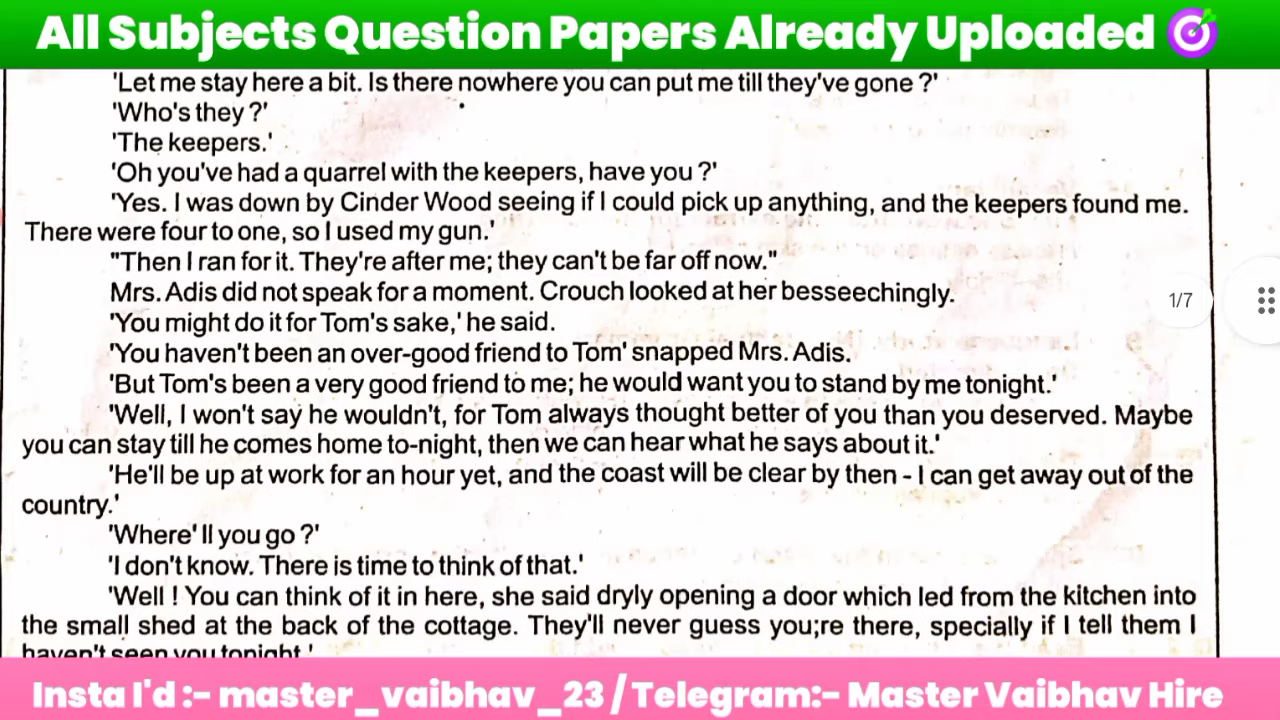 All Subjects Question Papers Already Uploaded
'Let me stay here a bit. Is there nowhere you can put me till they've gone ?'
'Who's they ?'
'The keepers.'
'Oh you've had a quarrel with the keepers, have you ?'
'Yes. I was down by Cinder Wood seeing if I could pick up anything, and the keepers found me.
There were four to one, so I used my gun.'
"Then I ran for it. They're after me; they can't be far off now."
Mrs. Adis did not speak for a moment. Crouch looked at her besseechingly.
'You might do it for Tom's sake,' he said.
'You haven't been an over-good friend to Tom' snapped Mrs. Adis.
'But Tom's been a very good friend to me; he would want you to stand by me tonight.'
'Well, I won't say he wouldn't, for Tom always thought better of you than you deserved. Maybe
you can stay till he comes home to-night, then we can hear what he says about it.'
'He'll be up at work for an hour yet, and the coast will be clear by then - I can get away out of the
country.'
'Where' ll you go ?'
'I don't know. There is time to think of that.'
'Well ! You can think of it in here, she said dryly opening a door which led from the kitchen into
the small shed at the back of the cottage. They'll never guess you;re there, specially if I tell them I
haven't seen you tonight.'
1/7
Insta I'd :- master_vaibhav_23 / Telegram:- Master Vaibhav Hire